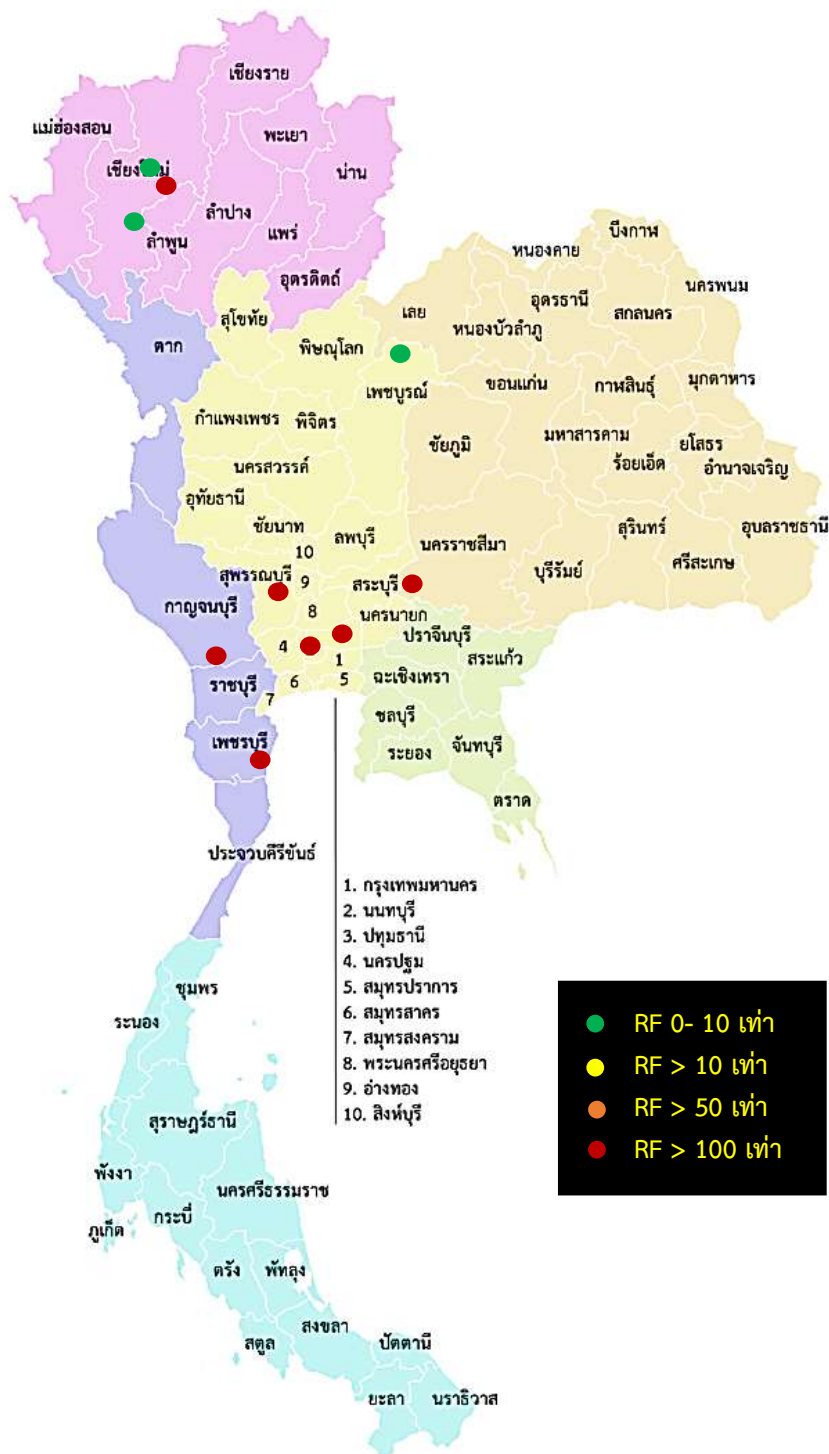 เชียงราย
แม่ฮ่องสอน
พะเยา
เชียงใหม่
น่าน
ลำปาง
ลำพูน
แพร่
อุตรดิตถ์
บึงกาฬ
หนองคาย
นครพนม
อุดรธานี
เลย
สกลนคร
สุโขทัย
หนองบัวลำภู
ตาก
พิษณุโลก
เพชบูรณ์
ขอนแก่น
กาฬสินธุ์
มุกดาหาร
กำแพงเพชร
พิจิตร
ชัยภูมิ
มหาสารคาม
ยโสธร
ร้อยเอ็ด
อำนาจเจริญ
นครสวรรค์
อุทัยธานี
ชัยนาท
ลพบุรี
นครราชสีมา
สุรินทร์
อุบลราชธานี
10
สุพรรณบุรี
9
สระบุรี
บุรีรัมย์
ศรีสะเกษ
กาญจนบุรี
8
นครนายก
ปราจีนบุรี
4
1
สระแก้ว
ราชบุรี
6
5
ฉะเชิงเทรา
7
ชลบุรี
เพชรบุรี
ระยอง
จันทบุรี
ตราด
ประจวบคีรีขันธ์
1. กรุงเทพมหานคร
2. นนทบุรี
3. ปทุมธานี
4. นครปฐม
5. สมุทรปราการ
6. สมุทรสาคร
7. สมุทรสงคราม
8. พระนครศรีอยุธยา
9. อ่างทอง
10. สิงห์บุรี
ชุมพร
ระนอง
สุราษฎร์ธานี
พังงา
นครศรีธรรมราช
กระบี่
ภูเก็ต
ตรัง
พัทลุง
สงขลา
สตูล
ปัตตานี
ยะลา
นราธิวาส
RF 0- 10 เท่า
RF > 10 เท่า
RF > 50 เท่า
RF > 100 เท่า